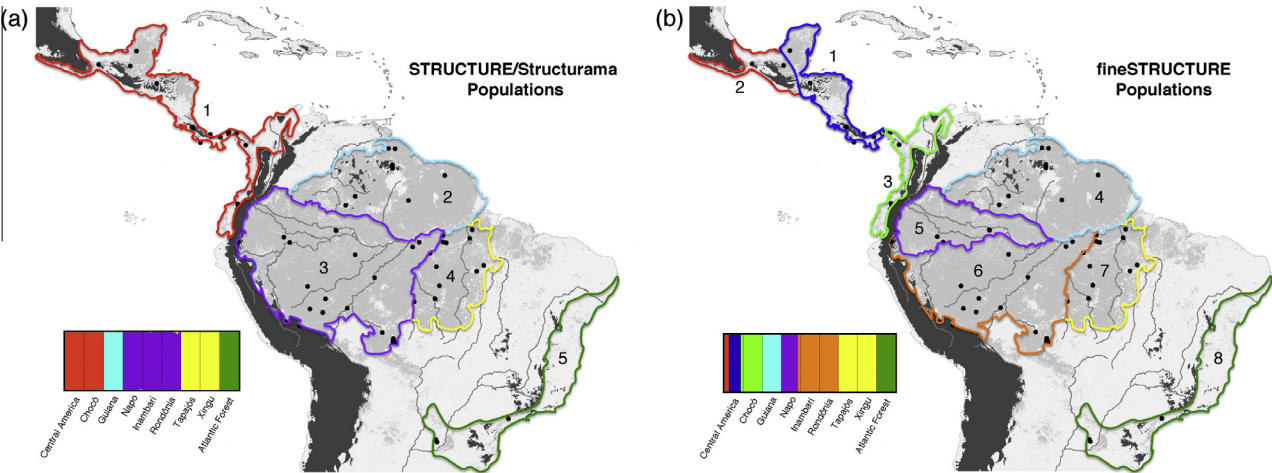 (a)
STRUCTURE/Structurama
Populations
1
2
3
4
5
Central America
Chocó
Guiana
Napo
Inambari
Rondônia
Tapajós
Xingu
Atlantic Forest
(b)
fineSTRUCTURE
Populations
1
2
3
4
5
6
7
8
Central America
Chocó
Guiana
Napo
Inambari
Rondônia
Tapajós
Xingu
Atlantic Forest